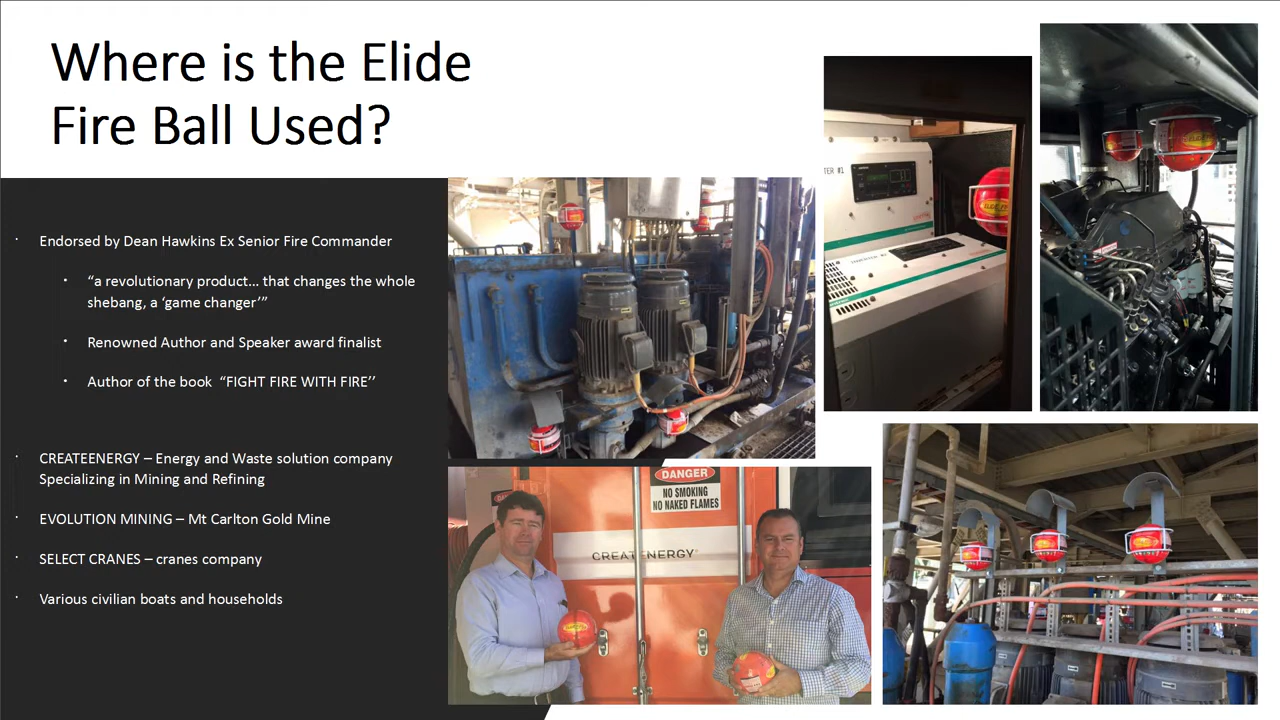 Where is the Elide
Fire Ball Used?
· Endorsed by Dean Hawkins Ex Senior Fire Commander
· “a revolutionary product... that changes the whole
shebang, a ‘game changer’”
· Renowned Author and Speaker award finalist
· Author of the book “FIGHT FIRE WITH FIRE’’
· CREATEENERGY – Energy and Waste solution company
Specializing in Mining and Refining
· EVOLUTION MINING – Mt Carlton Gold Mine
· SELECT CRANES – cranes company
· Various civilian boats and households
DANGER
NO SMOKING
NO NAKED FLAMES
CREATENERGY